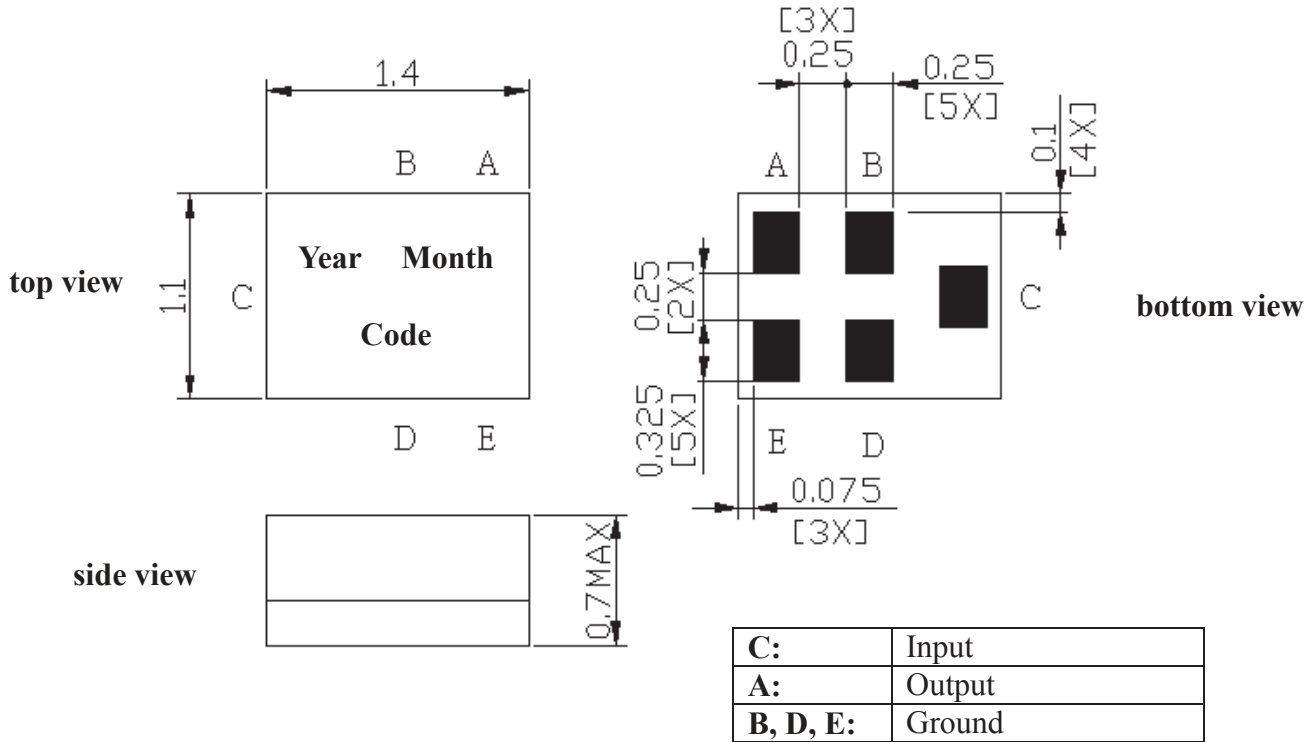 [3X]
0.25
0.25
[5X]
1.4
0.1
[4X]
B A
A B
Year Month
top view
1.1
C
Code
0.25
[2X]
C
bottom view
D E
0.325
[5X]
E D
0.075
[3X]
side view
0.7MAX
C: Input
A: Output
B, D, E: Ground